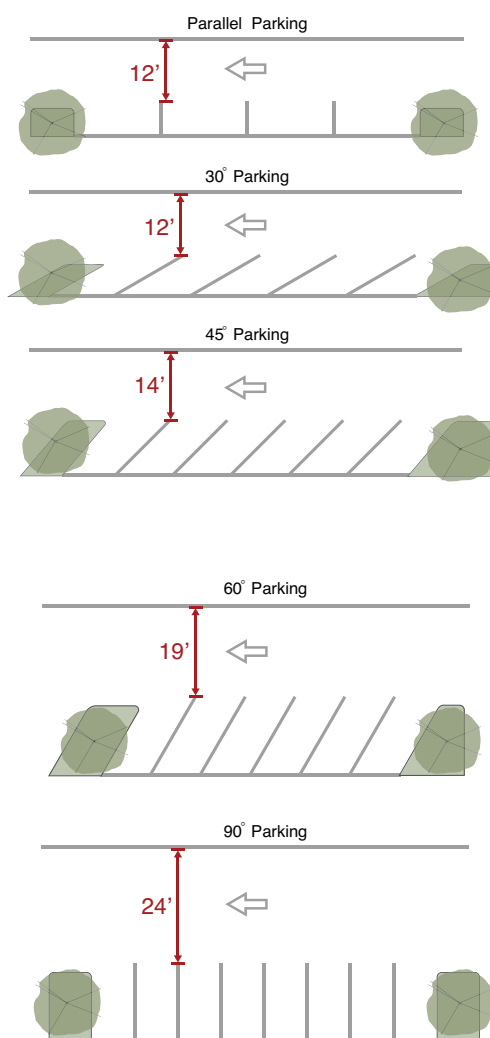 Parallel Parking
12’
30° Parking
12’
45° Parking
14’
60° Parking
19’
90° Parking
24’